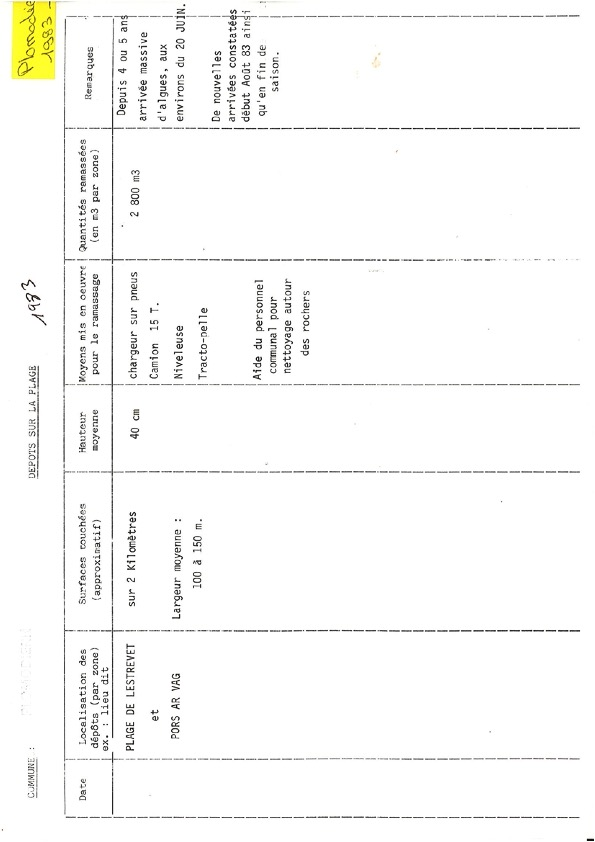 Plomodiern
1983 -
COMMUNE :
DEPOTS SUR LA PLAGE
1983
Date
Localisation des
dépôts (par zone)
ex. : lieu dit
Surfaces touchées
(approximatif)
Hauteur
moyenne
Moyens mis en oeuvre
pour le ramassage
Quantités ramassées
(en m3 par zone)
Remarques
PLAGE DE LESTREVET
et
PORS AR VAG
sur 2 Kilomètres
Largeur moyenne :
100 à 150 m.
40 cm
chargeur sur pneus
Camion 15 T.
Niveleuse
Tracto-pelle
Aide du personnel
communal pour
nettoyage autour
des rochers
2 800 m3
Depuis 4 ou 5 ans
arrivée massive
d'algues, aux
environs du 20 JUIN.
De nouvelles
arrivées constatées
début Août 83 ainsi
qu'en fin de
saison.